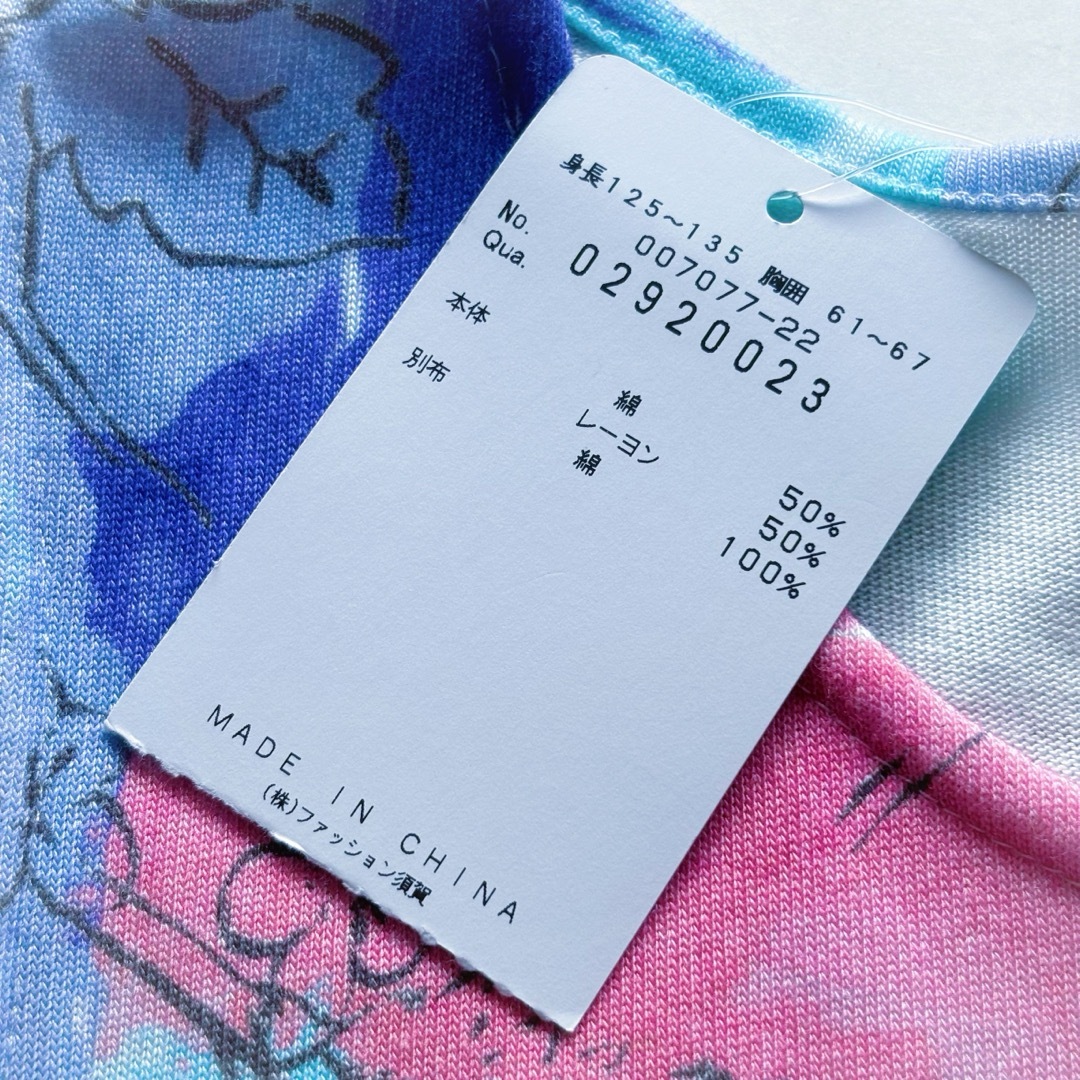 身長125〜135 胸囲 61〜67
No. 007077-22
Qua. 02920023
本体 綿 50%
レーヨン 50%
別布 綿 100%
MADE IN CHINA
(株)ファッション須賀